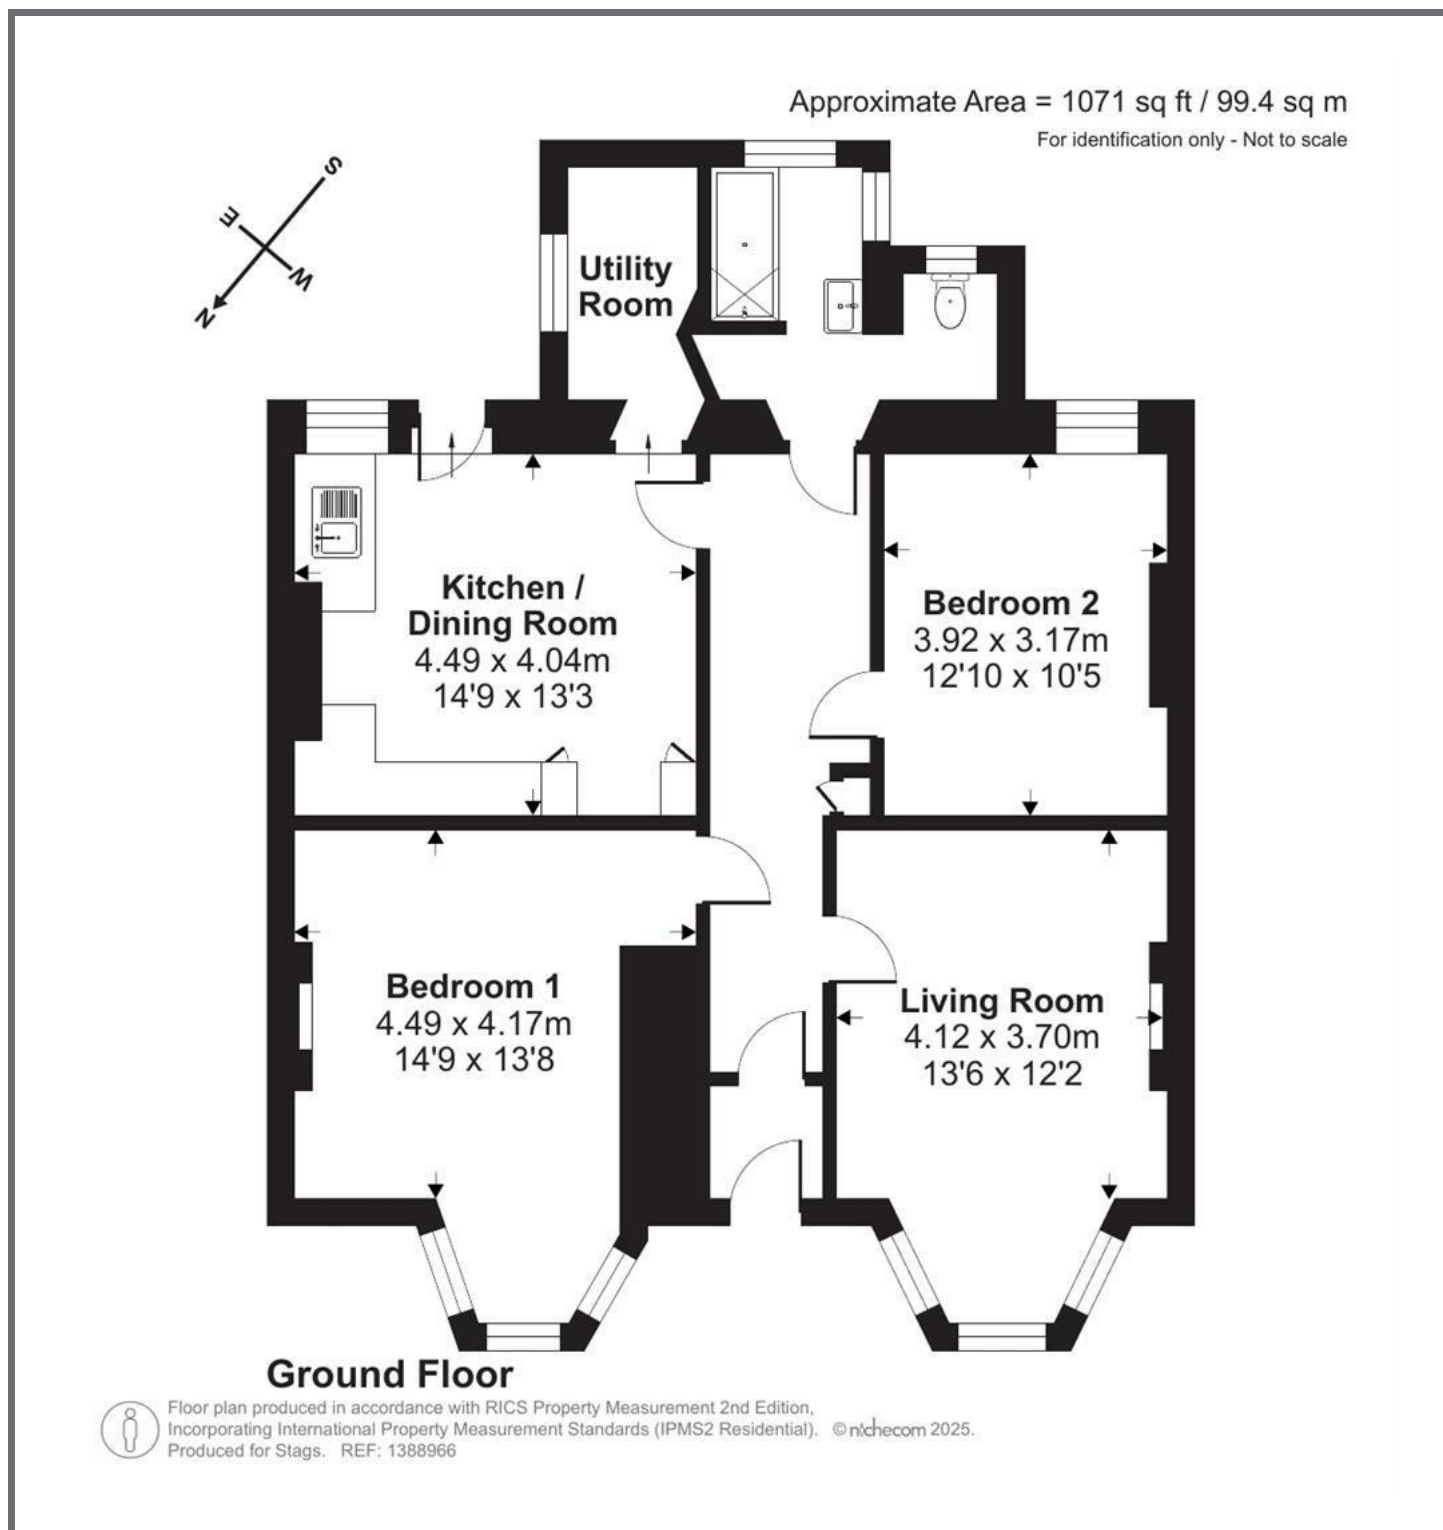 Approximate Area = 1071 sq ft / 99.4 sq m
For identification only - Not to scale
S
E
W
N
Utility
Room
Kitchen /
Dining Room
4.49 x 4.04m
14'9 x 13'3
Bedroom 2
3.92 x 3.17m
12'10 x 10'5
Bedroom 1
4.49 x 4.17m
14'9 x 13'8
Living Room
4.12 x 3.70m
13'6 x 12'2
Ground Floor
Floor plan produced in accordance with RICS Property Measurement 2nd Edition,
Incorporating International Property Measurement Standards (IPMS2 Residential). © nichecom 2025.
Produced for Stags. REF: 1388966